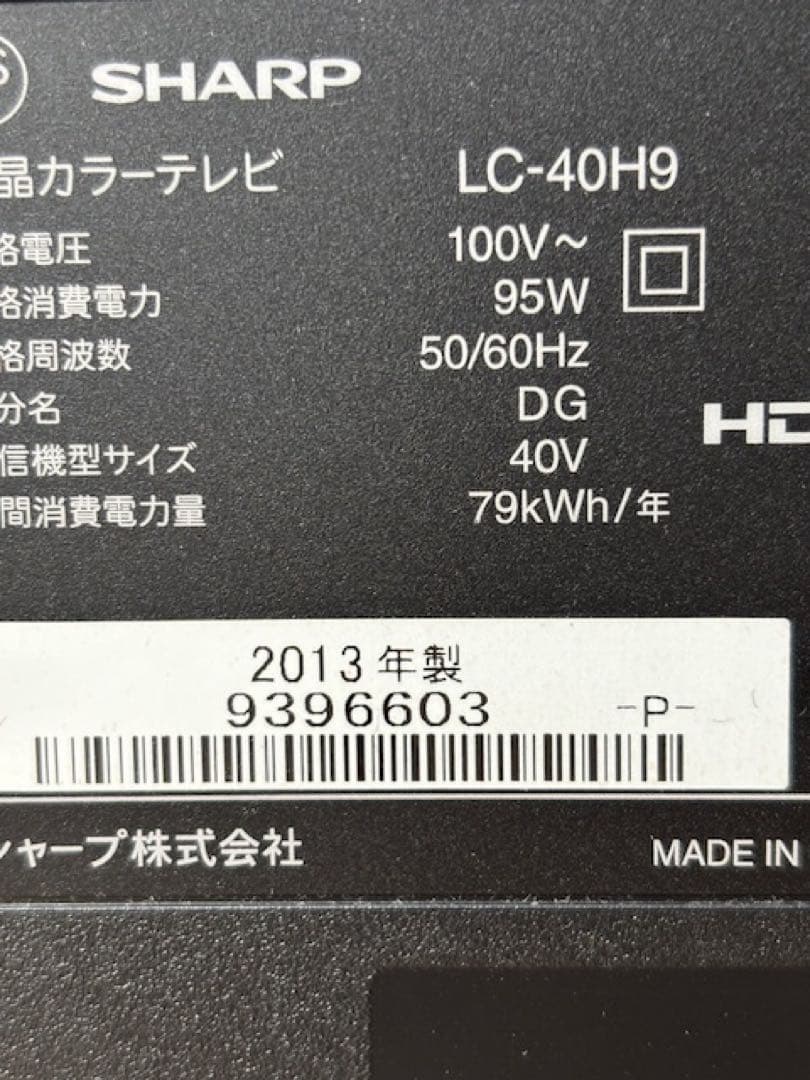 SHARP
晶カラーテレビ LC-40H9
格電圧 100V～
格消費電力 95W
格周波数 50/60Hz
分名 DG
信機型サイズ 40V
間消費電力量 79kWh/年
HD
2013年製
9396603 -P-
シャープ株式会社 MADE IN